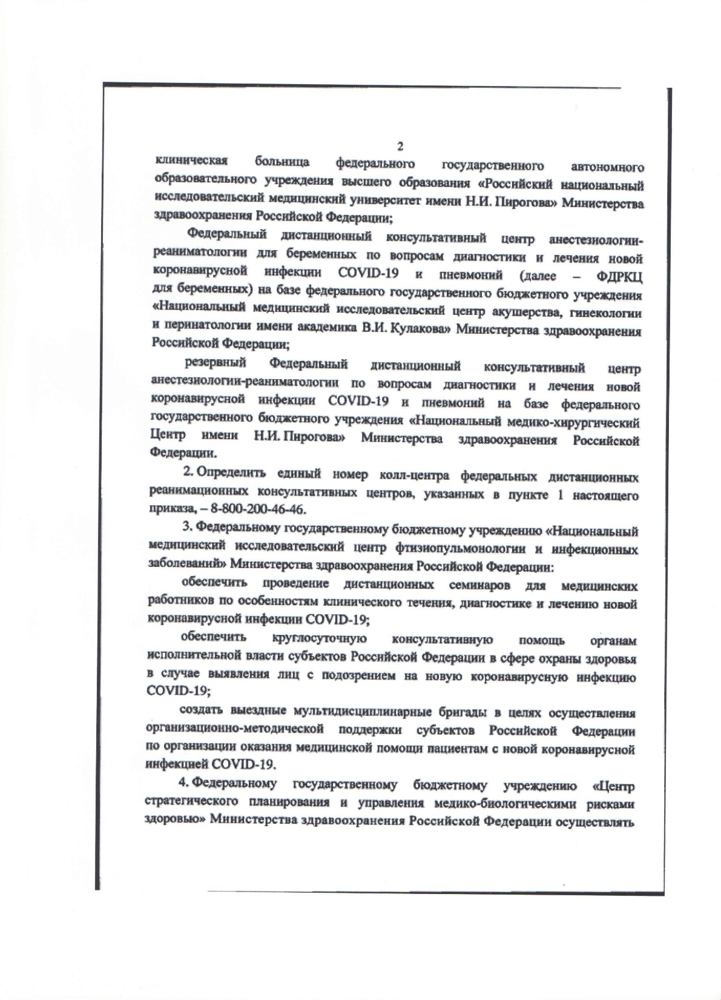 2
клиническая больница федерального государственного автономного
образовательного учреждения высшего образования «Российский национальный
исследовательский медицинский университет имени Н.И. Пирогова» Министерства
здравоохранения Российской Федерации;
Федеральный дистанционный консультативный центр анестезиологии-
реаниматологии для беременных по вопросам диагностики и лечения новой
коронавирусной инфекции COVID-19 и пневмоний (далее – ФДРКЦ
для беременных) на базе федерального государственного бюджетного учреждения
«Национальный медицинский исследовательский центр акушерства, гинекологии
и перинатологии имени академика В.И. Кулакова» Министерства здравоохранения
Российской Федерации;
резервный Федеральный дистанционный консультативный центр
анестезиологии-реаниматологии по вопросам диагностики и лечения новой
коронавирусной инфекции COVID-19 и пневмоний на базе федерального
государственного бюджетного учреждения «Национальный медико-хирургический
Центр имени Н.И. Пирогова» Министерства здравоохранения Российской
Федерации.
2. Определить единый номер колл-центра федеральных дистанционных
реанимационных консультативных центров, указанных в пункте 1 настоящего
приказа, – 8-800-200-46-46.
3. Федеральному государственному бюджетному учреждению «Национальный
медицинский исследовательский центр фтизиопульмонологии и инфекционных
заболеваний» Министерства здравоохранения Российской Федерации:
обеспечить проведение дистанционных семинаров для медицинских
работников по особенностям клинического течения, диагностике и лечению новой
коронавирусной инфекции COVID-19;
обеспечить круглосуточную консультативную помощь органам
исполнительной власти субъектов Российской Федерации в сфере охраны здоровья
в случае выявления лиц с подозрением на новую коронавирусную инфекцию
COVID-19;
создать выездные мультидисциплинарные бригады в целях осуществления
организационно-методической поддержки субъектов Российской Федерации
по организации оказания медицинской помощи пациентам с новой коронавирусной
инфекцией COVID-19.
4. Федеральному государственному бюджетному учреждению «Центр
стратегического планирования и управления медико-биологическими рисками
здоровью» Министерства здравоохранения Российской Федерации осуществлять